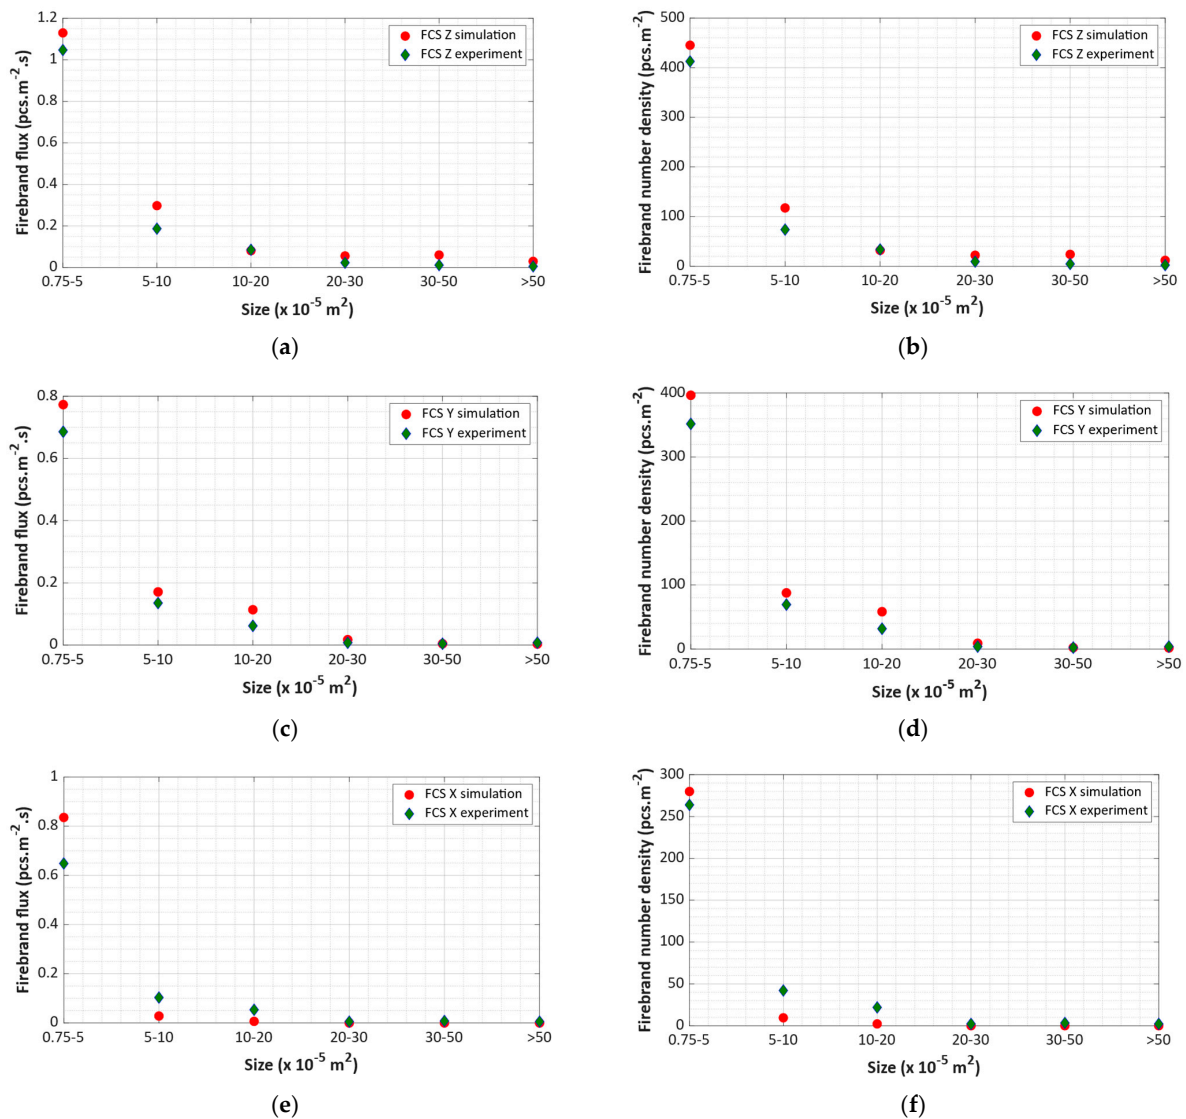 1.2
1
0.8
0.6
0.4
0.2
0
Firebrand flux (pcs.m⁻².s)
FCS Z simulation
FCS Z experiment
0.75-5 5-10 10-20 20-30 30-50 >50
Size (x 10⁻⁵ m²)
(a)
500
400
300
200
100
0
Firebrand number density (pcs.m⁻²)
FCS Z simulation
FCS Z experiment
0.75-5 5-10 10-20 20-30 30-50 >50
Size (x 10⁻⁵ m²)
(b)
0.8
0.6
0.4
0.2
0
Firebrand flux (pcs.m⁻².s)
FCS Y simulation
FCS Y experiment
0.75-5 5-10 10-20 20-30 30-50 >50
Size (x 10⁻⁵ m²)
(c)
400
300
200
100
0
Firebrand number density (pcs.m⁻²)
FCS Y simulation
FCS Y experiment
0.75-5 5-10 10-20 20-30 30-50 >50
Size (x 10⁻⁵ m²)
(d)
1
0.8
0.6
0.4
0.2
0
Firebrand flux (pcs.m⁻².s)
FCS X simulation
FCS X experiment
0.75-5 5-10 10-20 20-30 30-50 >50
Size (x 10⁻⁵ m²)
(e)
300
250
200
150
100
50
0
Firebrand number density (pcs.m⁻²)
FCS X simulation
FCS X experiment
0.75-5 5-10 10-20 20-30 30-50 >50
Size (x 10⁻⁵ m²)
(f)